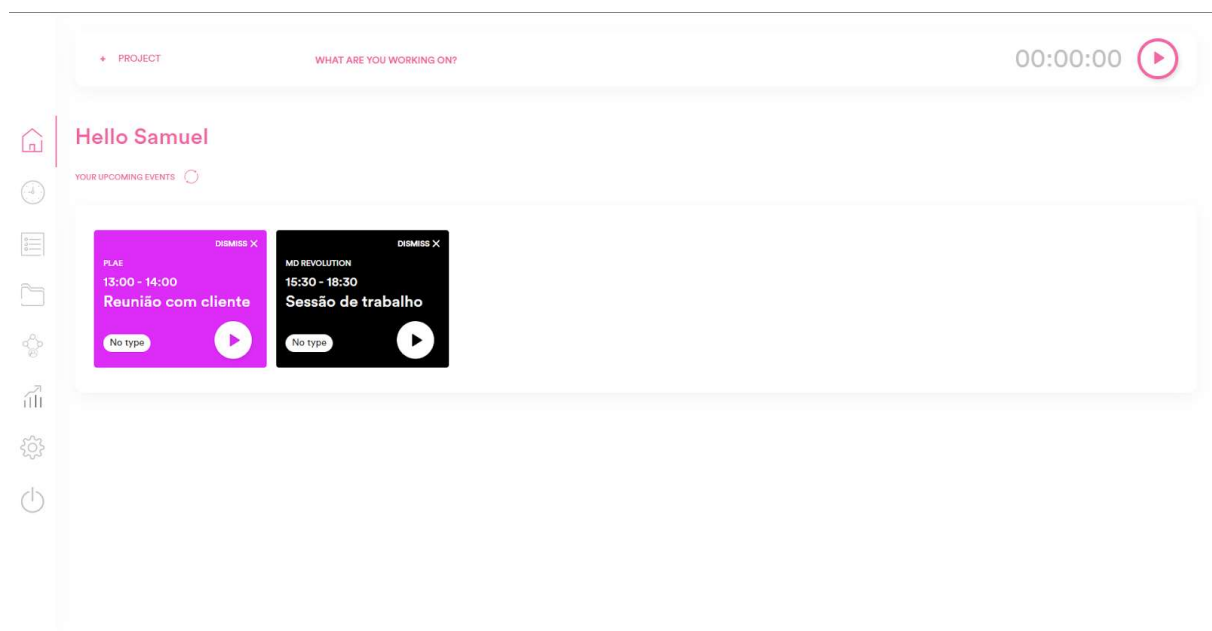 + PROJECT
WHAT ARE YOU WORKING ON?
00:00:00
Hello Samuel
YOUR UPCOMING EVENTS
DISMISS X
PLAE
13:00 - 14:00
Reunião com cliente
No type
DISMISS X
MD REVOLUTION
15:30 - 18:30
Sessão de trabalho
No type